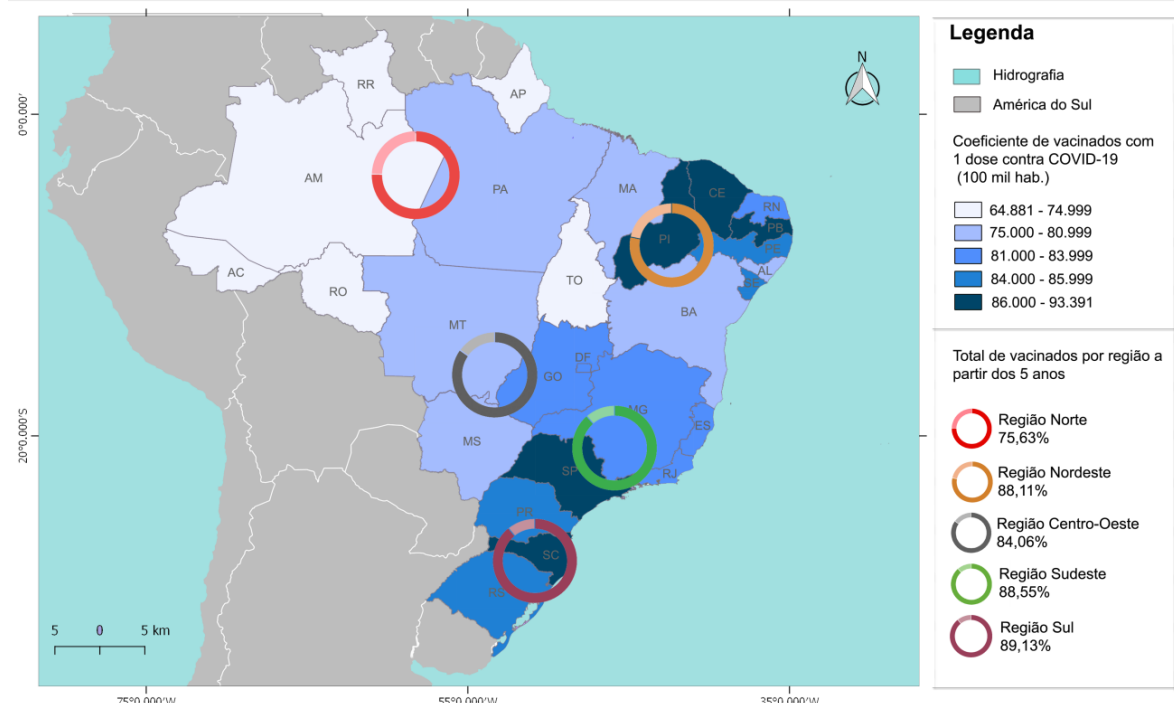 N
RR
AP
AM
PA
MA
CE
RN
PB
PE
PI
AL
SE
AC
RO
TO
BA
MT
DF
GO
MG
ES
MS
SP
RJ
PR
SC
RS
0°0.000'
20°0.000'S
5 0 5 km
75°0.000'W
55°0.000'W
35°0.000'W
Legenda
Hidrografia
América do Sul
Coeficiente de vacinados com
1 dose contra COVID-19
(100 mil hab.)
64.881 - 74.999
75.000 - 80.999
81.000 - 83.999
84.000 - 85.999
86.000 - 93.391
Total de vacinados por região a
partir dos 5 anos
Região Norte
75,63%
Região Nordeste
88,11%
Região Centro-Oeste
84,06%
Região Sudeste
88,55%
Região Sul
89,13%